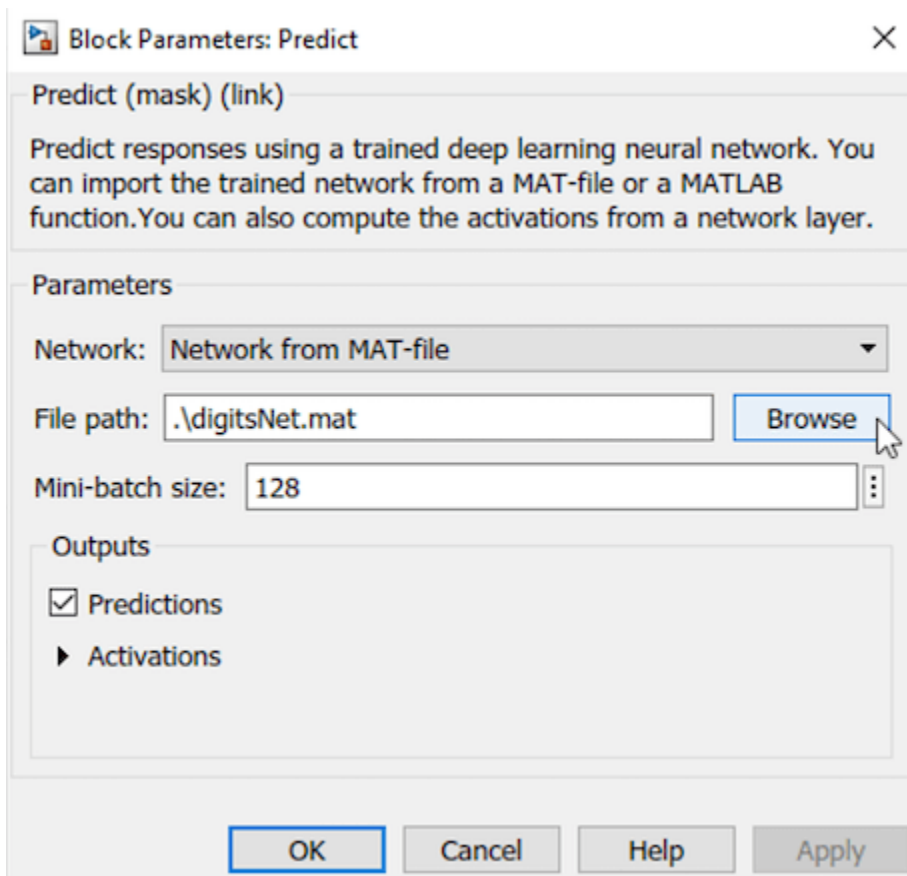 Block Parameters: Predict
Predict (mask) (link)
Predict responses using a trained deep learning neural network. You
can import the trained network from a MAT-file or a MATLAB
function.You can also compute the activations from a network layer.
Parameters
Network: Network from MAT-file
File path: .\digitsNet.mat Browse
Mini-batch size: 128
Outputs
Predictions
Activations
OK Cancel Help Apply